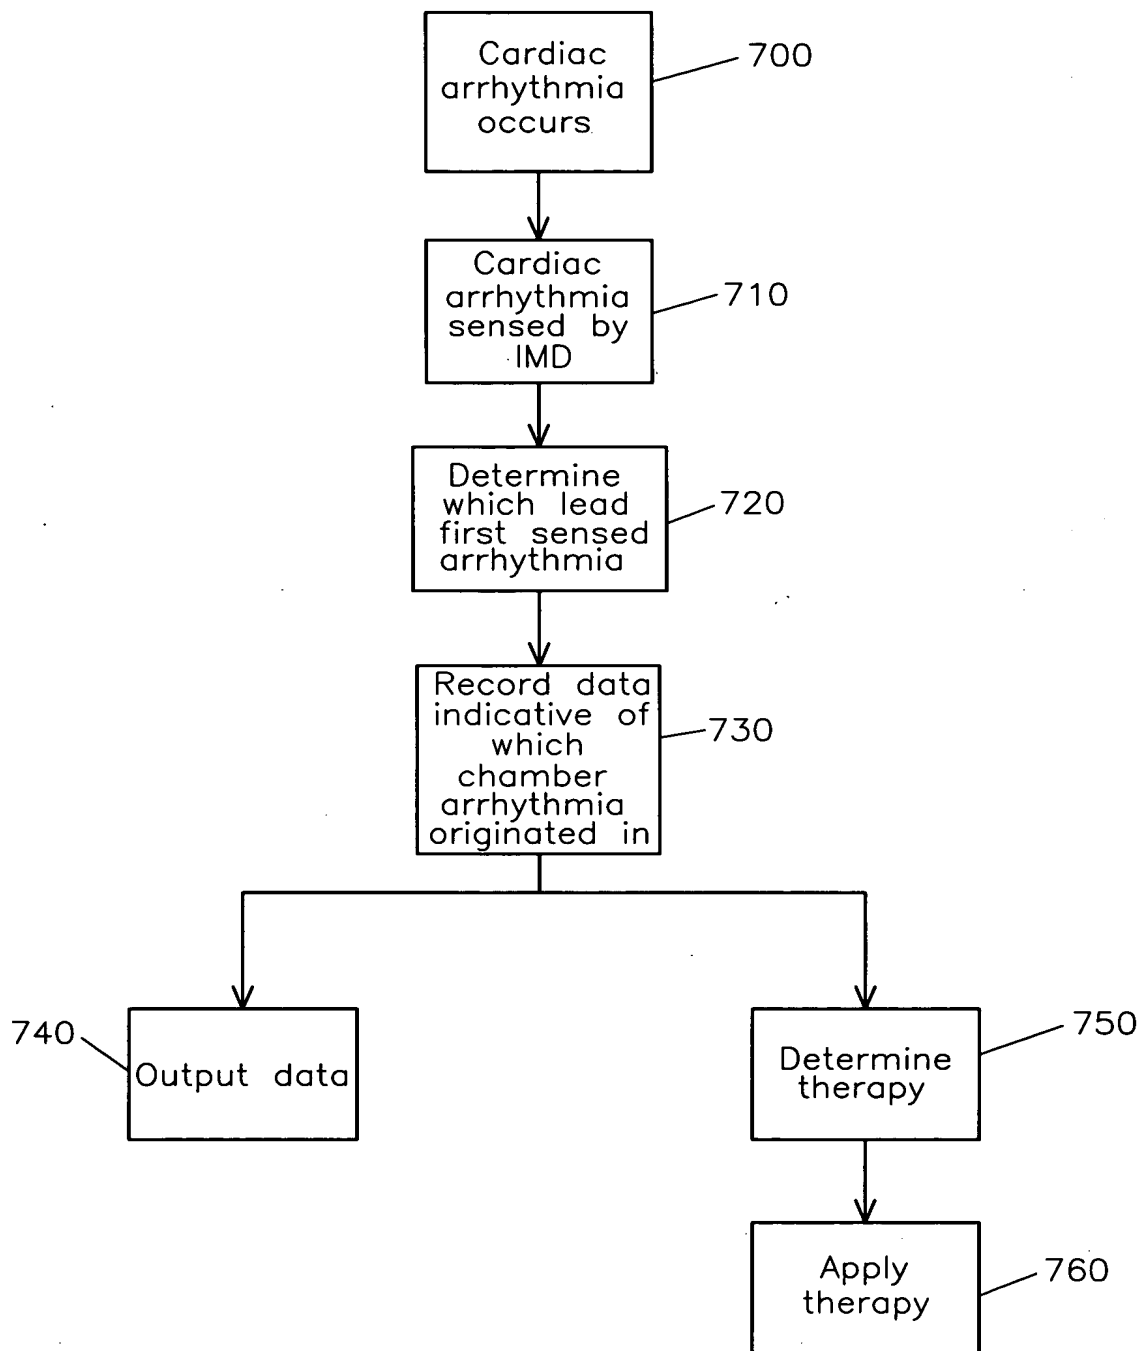 Cardiac
arrhythmia
occurs
700
Cardiac
arrhythmia
sensed by
IMD
710
Determine
which lead
first sensed
arrhythmia
720
Record data
indicative of
which
chamber
arrhythmia
originated in
730
740
Output data
Determine
therapy
750
Apply
therapy
760